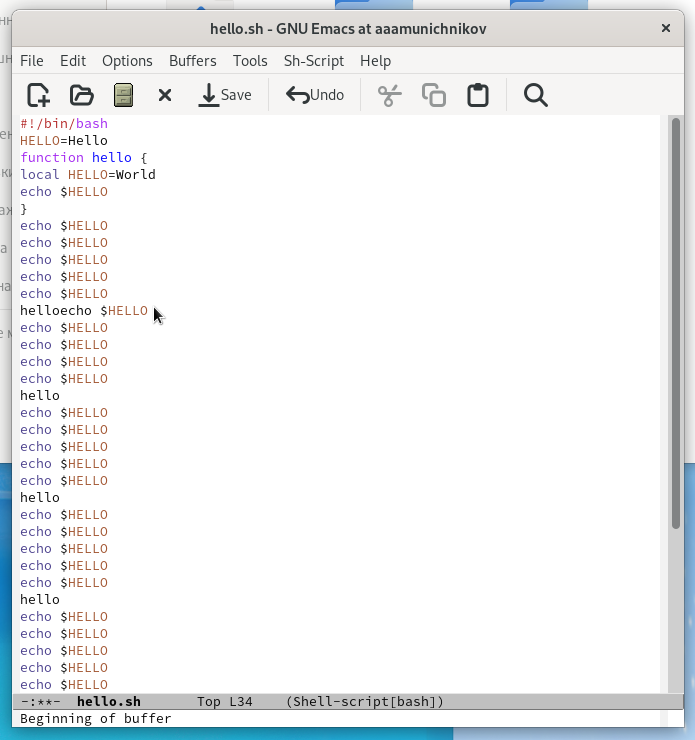 hello.sh - GNU Emacs at aaamunichnikov
File Edit Options Buffers Tools Sh-Script Help
Save Undo
#!/bin/bash
HELLO=Hello
function hello {
local HELLO=World
echo $HELLO
}
echo $HELLO
echo $HELLO
echo $HELLO
echo $HELLO
echo $HELLO
helloecho $HELLO
echo $HELLO
echo $HELLO
echo $HELLO
echo $HELLO
hello
echo $HELLO
echo $HELLO
echo $HELLO
echo $HELLO
echo $HELLO
hello
echo $HELLO
echo $HELLO
echo $HELLO
echo $HELLO
echo $HELLO
hello
echo $HELLO
echo $HELLO
echo $HELLO
echo $HELLO
echo $HELLO
-:**- hello.sh Top L34 (Shell-script[bash])
Beginning of buffer